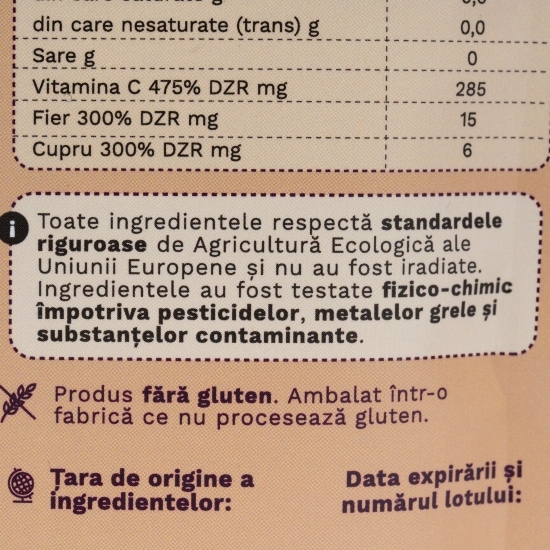 din care nesaturate (trans) g 0,0
Sare g 0
Vitamina C 475% DZR mg 285
Fier 300% DZR mg 15
Cupru 300% DZR mg 6
i
Toate ingredientele respectă standardele
riguroase de Agricultură Ecologică ale
Uniunii Europene și nu au fost iradiate.
Ingredientele au fost testate fizico-chimic
împotriva pesticidelor, metalelor grele și
substanțelor contaminante.
Produs fără gluten. Ambalat într-o
fabrică ce nu procesează gluten.
Țara de origine a
ingredientelor:
Data expirării și
numărul lotului: